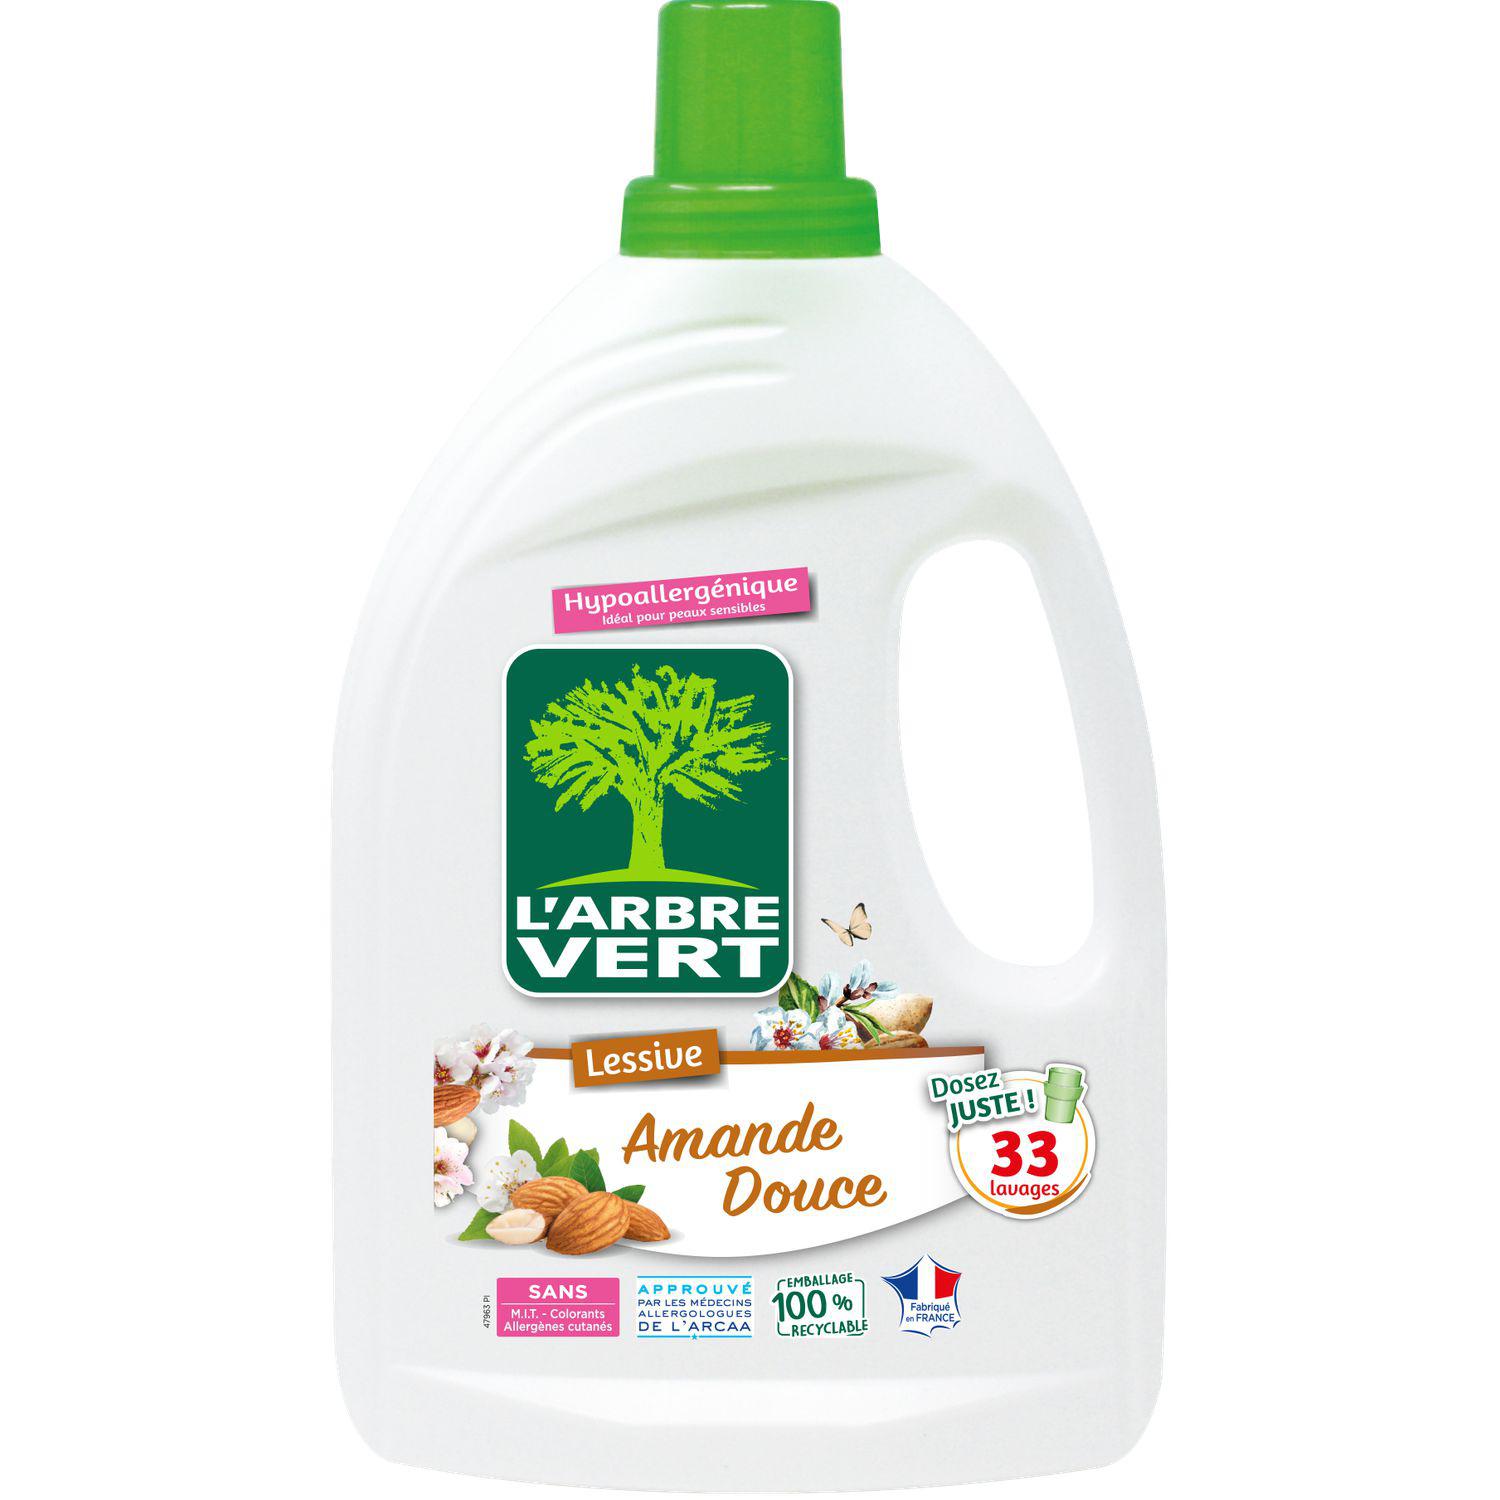 Hypoallergénique
Idéal pour peaux sensibles
L'ARBRE
VERT
Lessive
Amande
Douce
Dosez
JUSTE !
33
lavages
47963 PI
SANS
M.I.T. - Colorants
Allergènes cutanés
APPROUVÉ
PAR LES MÉDECINS
ALLERGOLOGUES
DE L'ARCAA
EMBALLAGE
100 %
RECYCLABLE
Fabriqué
en FRANCE